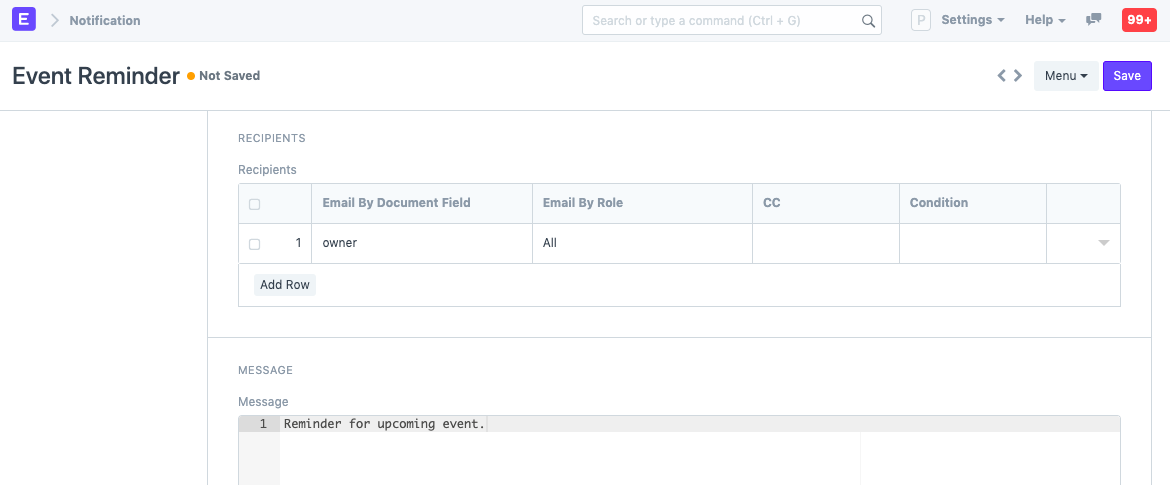 E Notification Search or type a command (Ctrl + G) P Settings Help 99+
Event Reminder Not Saved Menu Save
RECIPIENTS
Recipients
Email By Document Field Email By Role CC Condition
1 owner All
Add Row
MESSAGE
Message
1 Reminder for upcoming event.